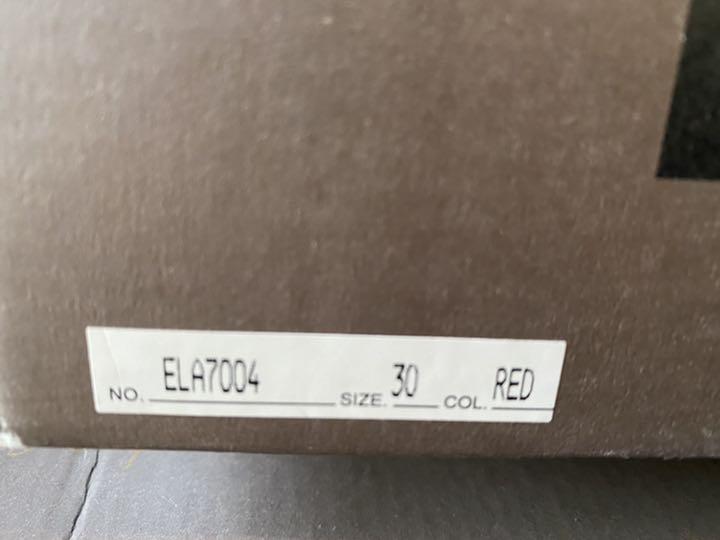 NO. ELA7004 SIZE. 30 COL. RED